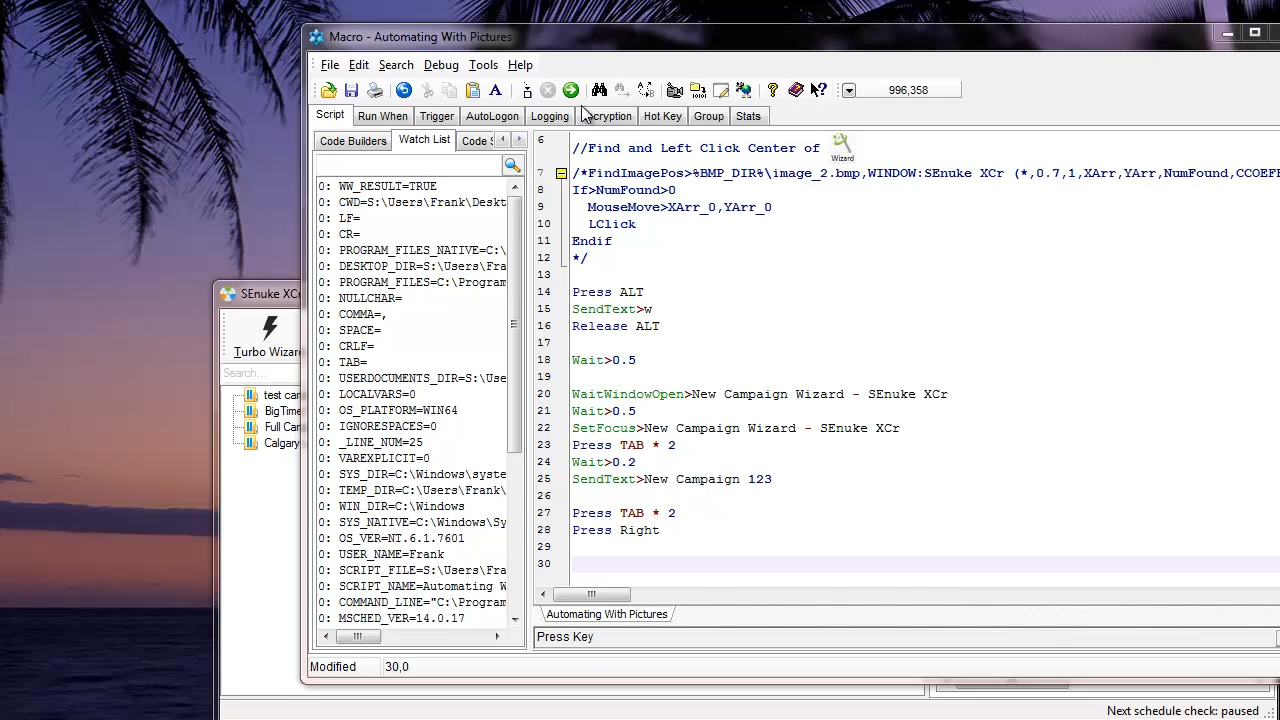 Macro - Automating With Pictures
File Edit Search Debug Tools Help
996,358
Script Run When Trigger AutoLogon Logging cryption Hot Key Group Stats
Code Builders Watch List Code
0: WW_RESULT=TRUE
0: CWD=S:\Users\Frank\Deskt
0: LF=
0: CR=
0: PROGRAM_FILES_NATIVE=C:\
0: DESKTOP_DIR=S:\Users\Fra
0: PROGRAM_FILES=C:\Program
0: NULLCHAR=
0: COMMA=,
0: SPACE=
0: CRLF=
0: TAB=
0: USERDOCUMENTS_DIR=S:\Use
0: LOCALVARS=0
0: OS_PLATFORM=WIN64
0: IGNORESPACES=0
0: _LINE_NUM=25
0: VAREXPLICIT=0
0: SYS_DIR=C:\Windows\syste
0: TEMP_DIR=C:\Users\Frank\
0: WIN_DIR=C:\Windows
0: SYS_NATIVE=C:\Windows\Sy
0: OS_VER=NT.6.1.7601
0: USER_NAME=Frank
0: SCRIPT_FILE=S:\Users\Fra
0: SCRIPT_NAME=Automating W
0: COMMAND_LINE="C:\Program
0: MSCHED_VER=14.0.17
6 //Find and Left Click Center of Wizard
7 /*FindImagePos>%BMP_DIR%\image_2.bmp,WINDOW:SEnuke XCr (*,0.7,1,XArr,YArr,NumFound,CCOEFF
8 If>NumFound>0
9 MouseMove>XArr_0,YArr_0
10 LClick
11 Endif
12 */
13
14 Press ALT
15 SendText>w
16 Release ALT
17
18 Wait>0.5
19
20 WaitWindowOpen>New Campaign Wizard - SEnuke XCr
21 Wait>0.5
22 SetFocus>New Campaign Wizard - SEnuke XCr
23 Press TAB * 2
24 Wait>0.2
25 SendText>New Campaign 123
26
27 Press TAB * 2
28 Press Right
29
30
Automating With Pictures
Press Key
Modified 30,0
SEnuke XCr
Turbo Wizar
Search...
test can
BigTime
Full Car
Calgary
Next schedule check: paused